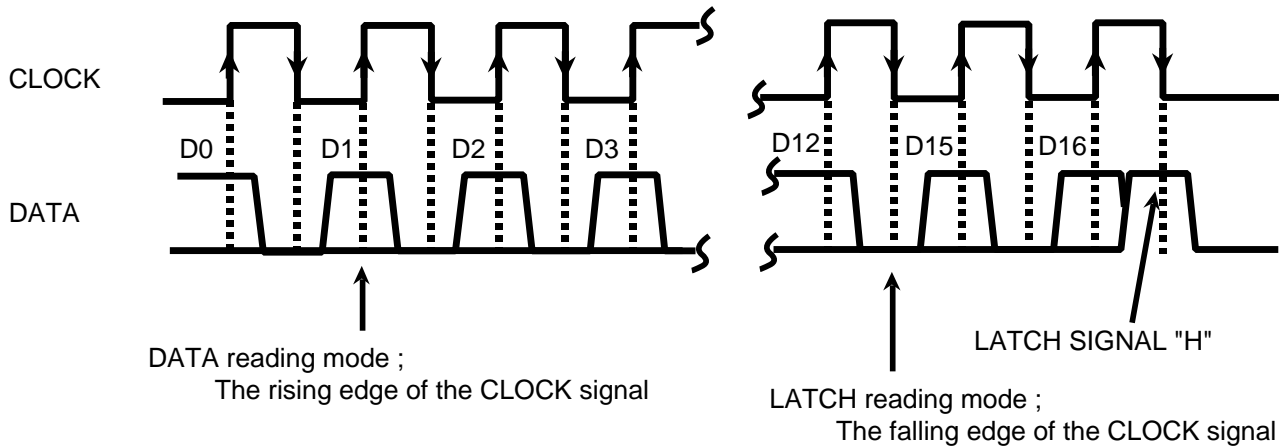 CLOCK
D0 D1 D2 D3 D12 D15 D16
DATA
LATCH SIGNAL "H"
DATA reading mode ;
The rising edge of the CLOCK signal
LATCH reading mode ;
The falling edge of the CLOCK signal